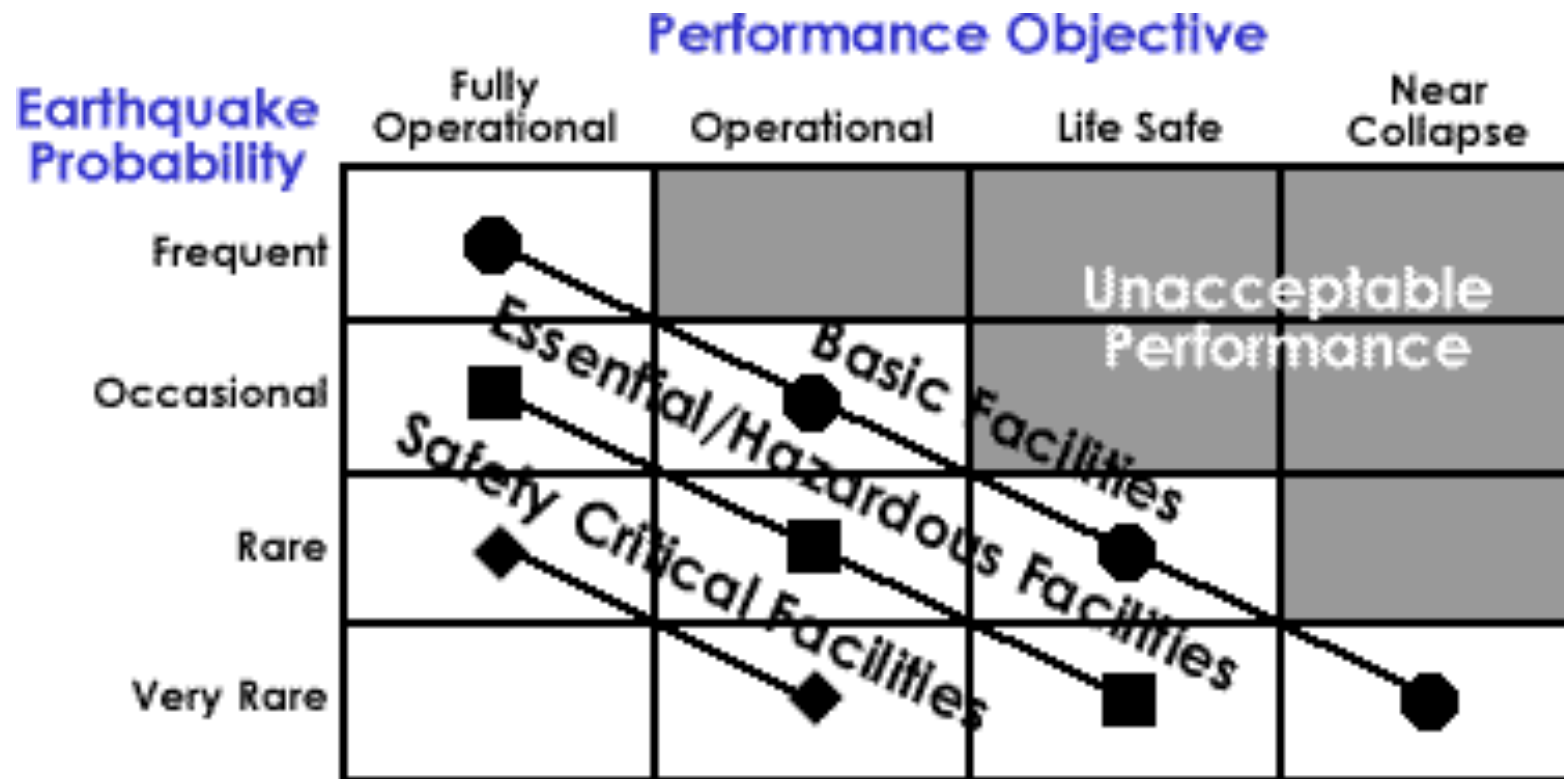 Performance Objective
Earthquake
Probability
Fully
Operational
Operational
Life Safe
Near
Collapse
Frequent
Unacceptable
Performance
Basic Facilities
Occasional
Essential/Hazardous Facilities
Safety Critical Facilities
Rare
Very Rare